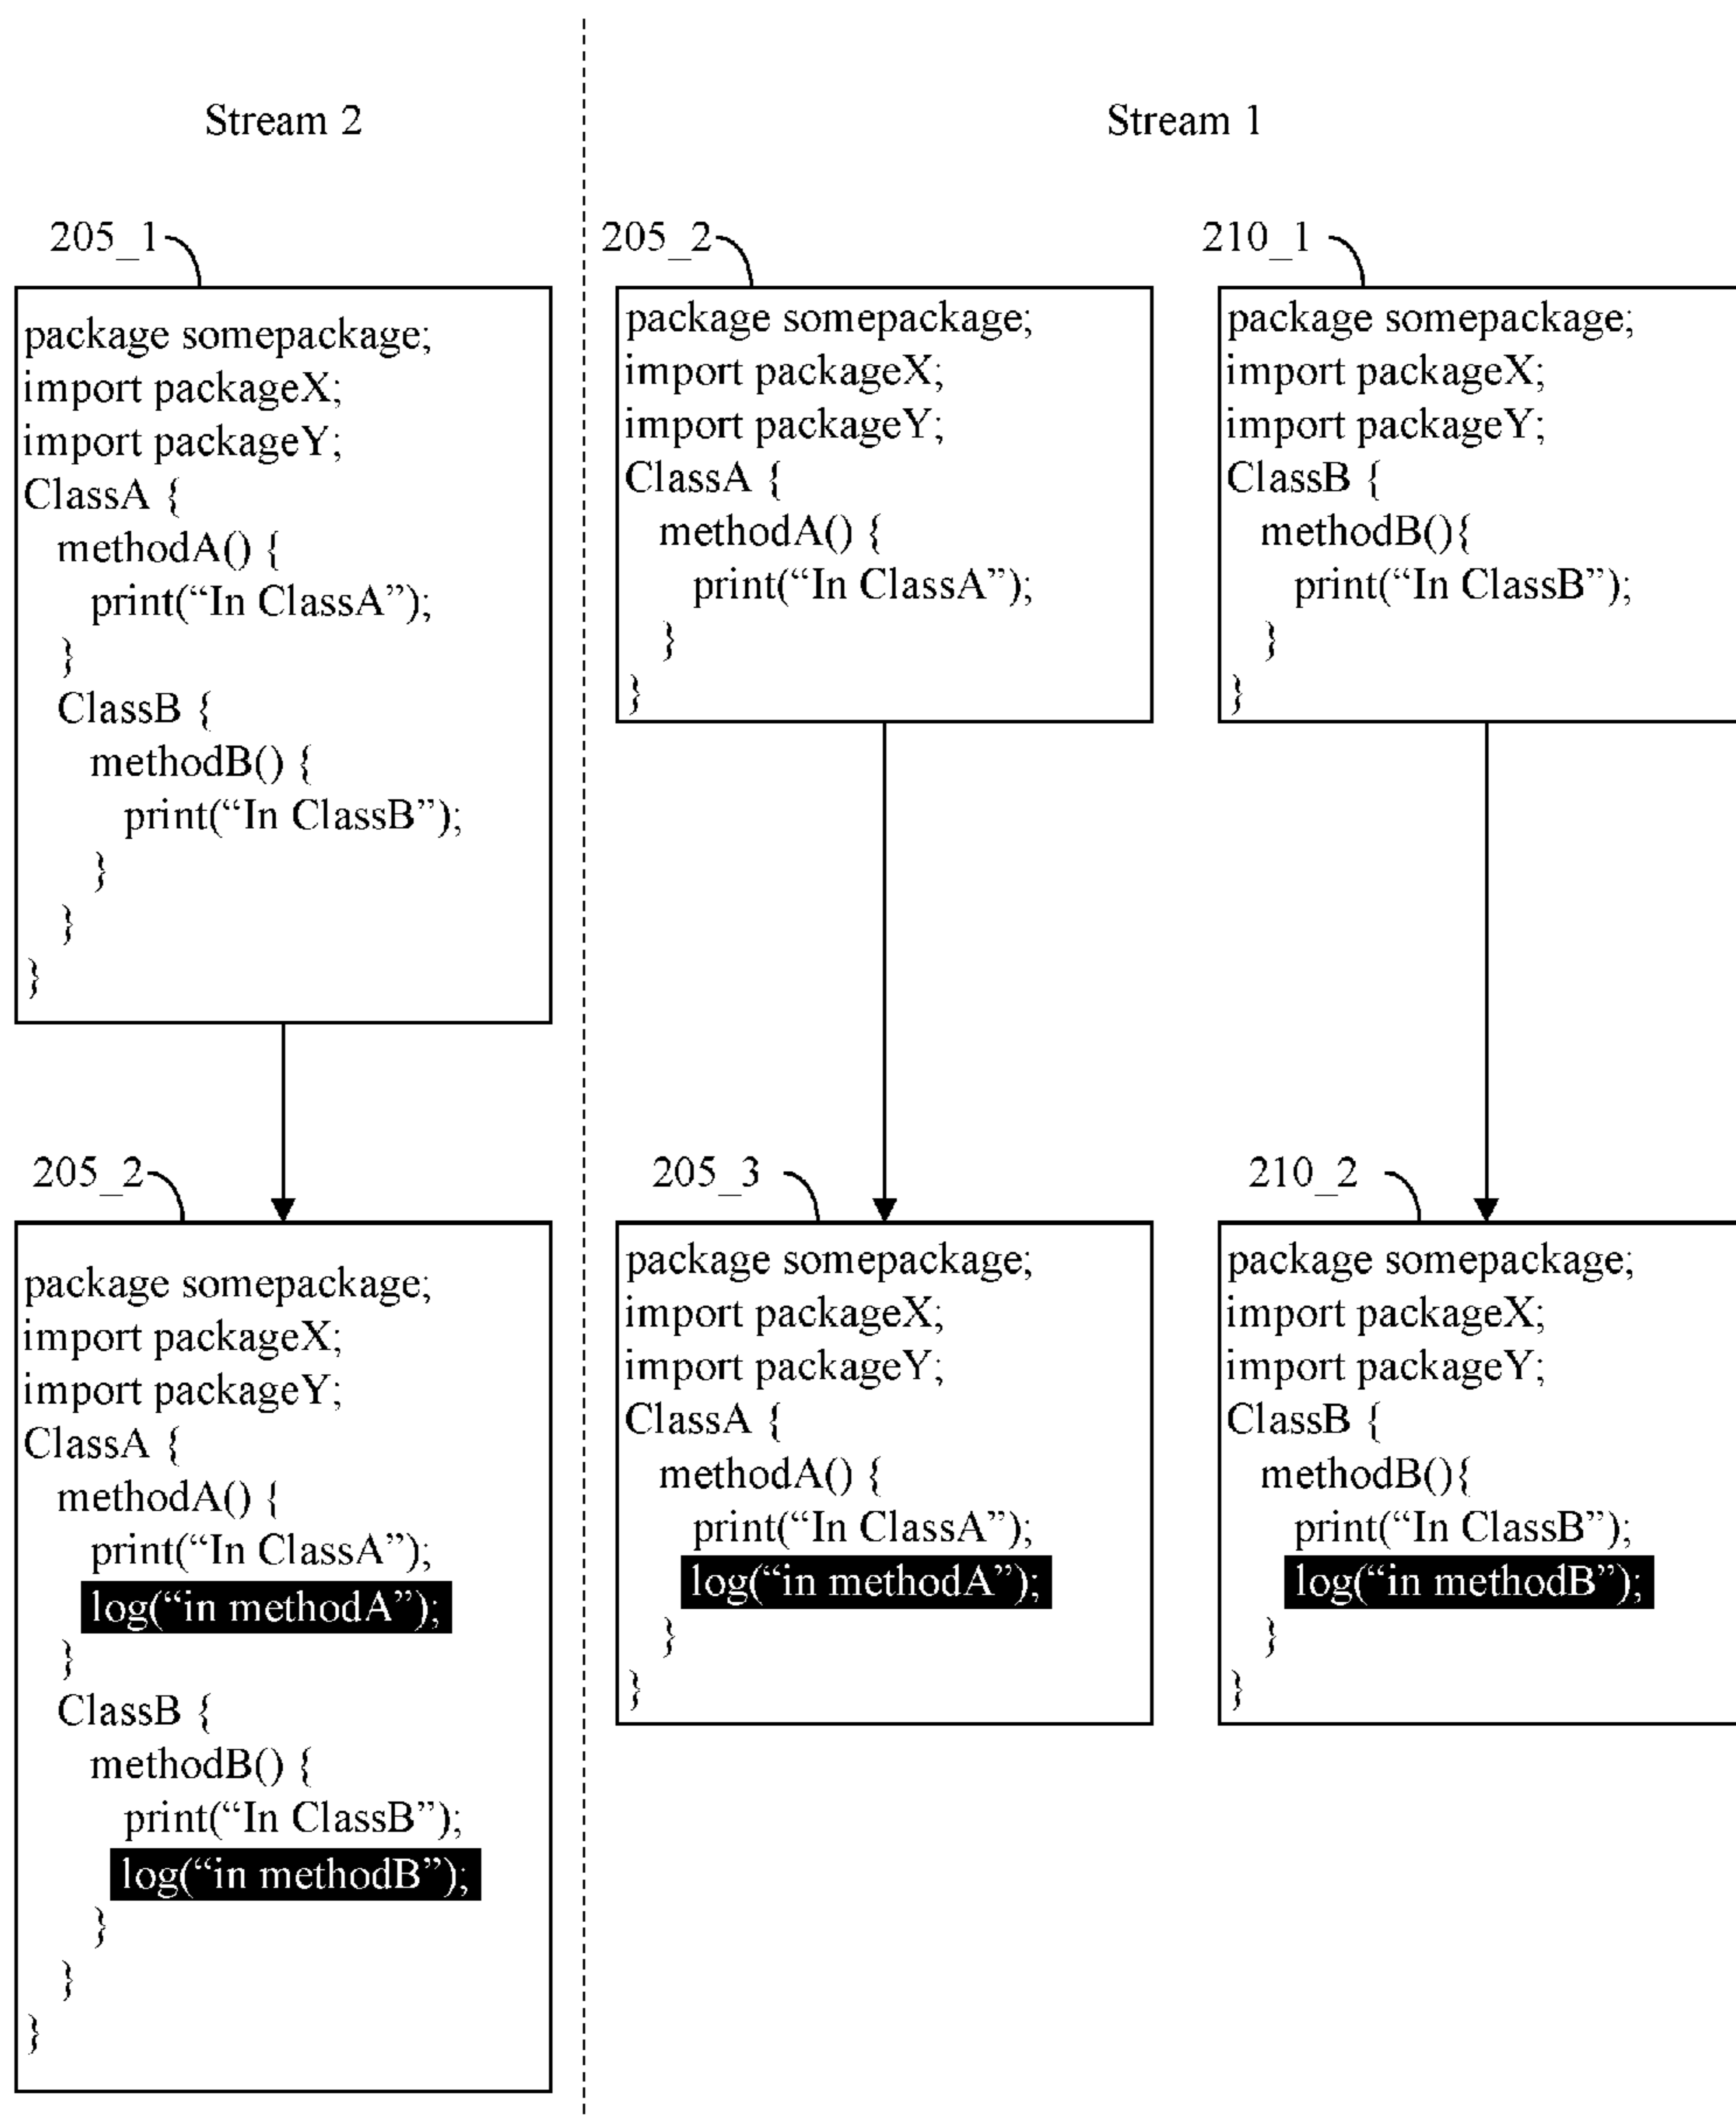 Stream 2
Stream 1
205_1
package somepackage;
import packageX;
import packageY;
ClassA {
methodA() {
print(“In ClassA”);
}
ClassB {
methodB() {
print(“In ClassB”);
}
}
}
205_2
package somepackage;
import packageX;
import packageY;
ClassA {
methodA() {
print(“In ClassA”);
}
}
210_1
package somepackage;
import packageX;
import packageY;
ClassB {
methodB(){
print(“In ClassB”);
}
}
205_2
package somepackage;
import packageX;
import packageY;
ClassA {
methodA() {
print(“In ClassA”);
log(“in methodA”);
}
ClassB {
methodB() {
print(“In ClassB”);
log(“in methodB”);
}
}
}
205_3
package somepackage;
import packageX;
import packageY;
ClassA {
methodA() {
print(“In ClassA”);
log(“in methodA”);
}
}
210_2
package somepackage;
import packageX;
import packageY;
ClassB {
methodB(){
print(“In ClassB”);
log(“in methodB”);
}
}